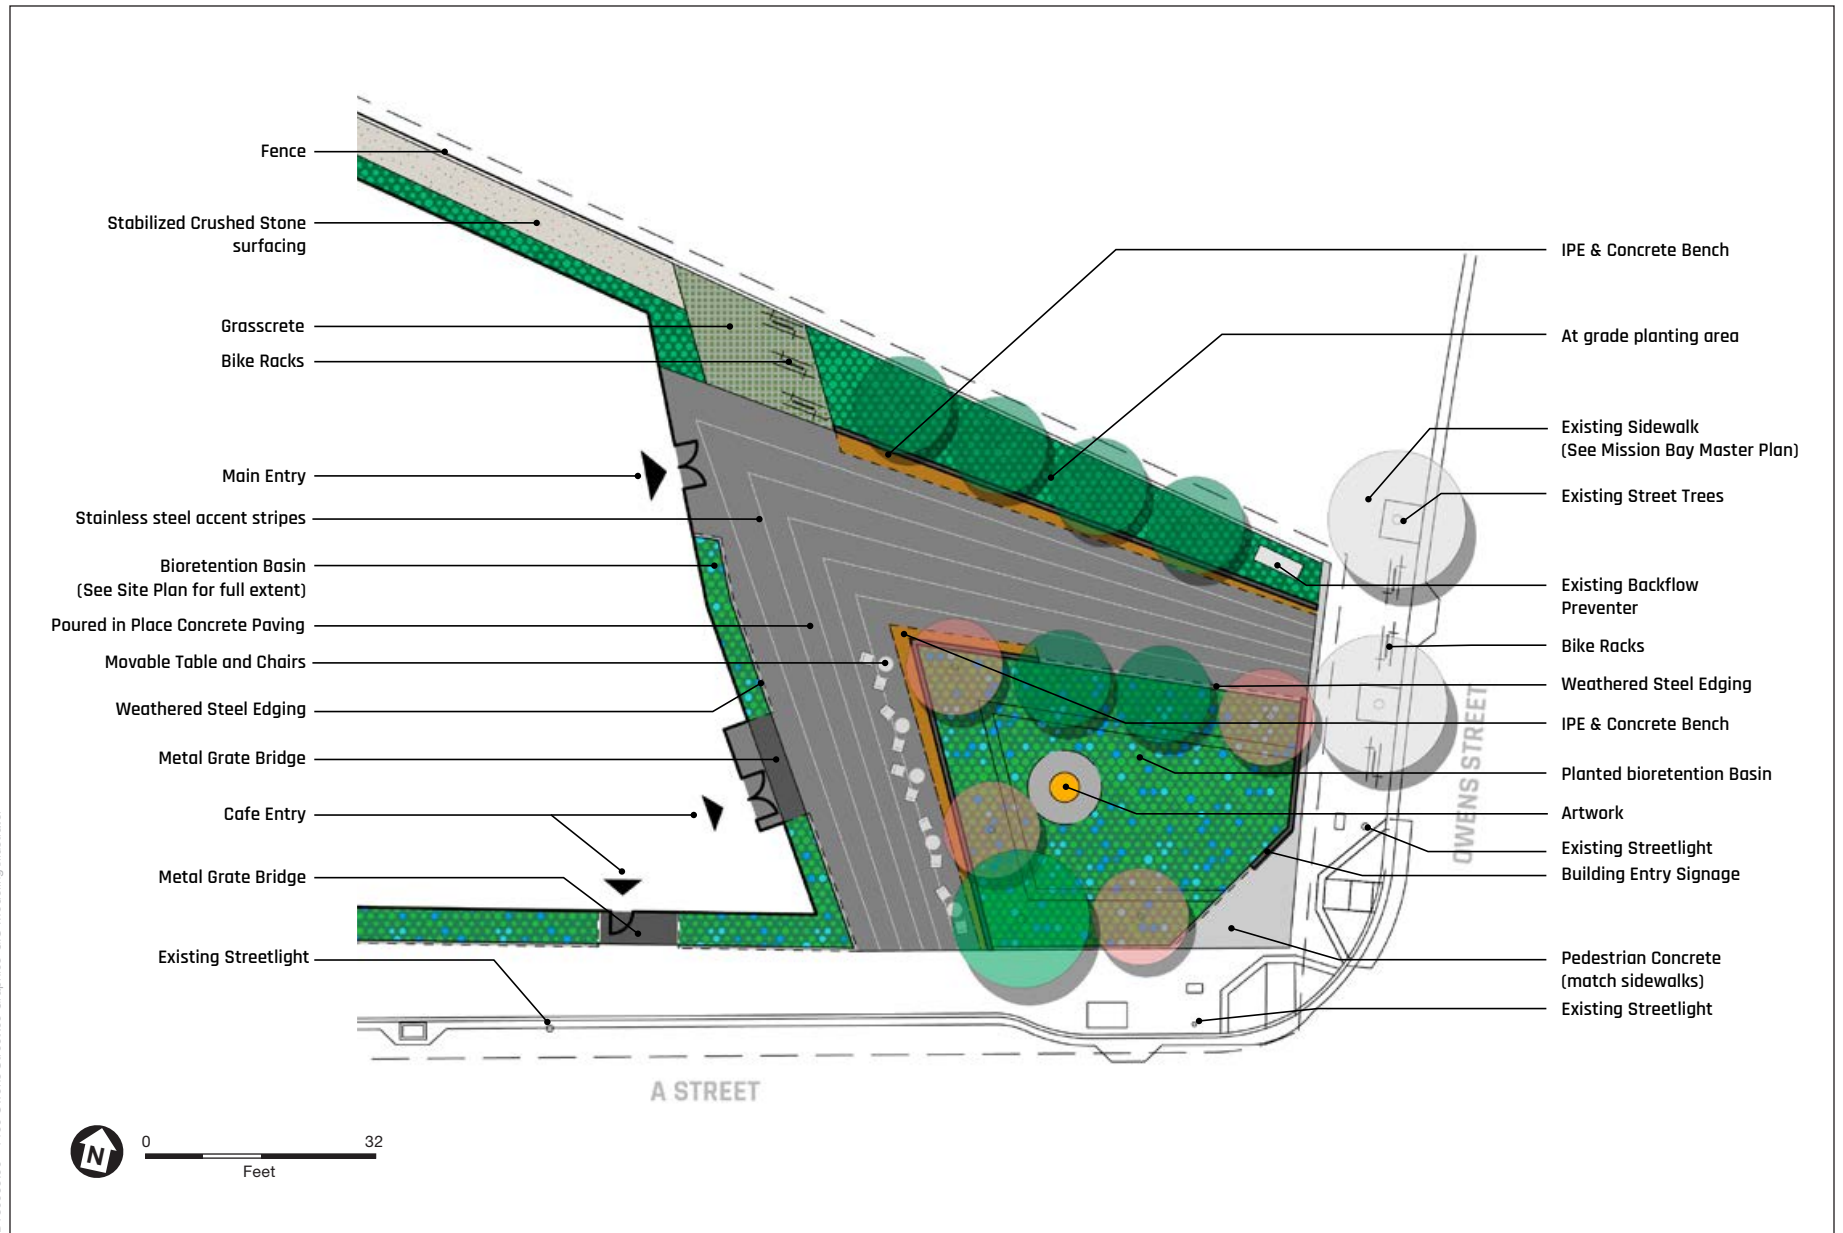 Fence
Stabilized Crushed Stone
surfacing
Grasscrete
Bike Racks
Main Entry
Stainless steel accent stripes
Bioretention Basin
(See Site Plan for full extent)
Poured in Place Concrete Paving
Movable Table and Chairs
Weathered Steel Edging
Metal Grate Bridge
Cafe Entry
Metal Grate Bridge
Existing Streetlight
IPE & Concrete Bench
At grade planting area
Existing Sidewalk
(See Mission Bay Master Plan)
Existing Street Trees
Existing Backflow
Preventer
Bike Racks
Weathered Steel Edging
IPE & Concrete Bench
Planted bioretention Basin
Artwork
Existing Streetlight
Building Entry Signage
Pedestrian Concrete
(match sidewalks)
Existing Streetlight
OWENS STREET
A STREET
N
0 32
Feet